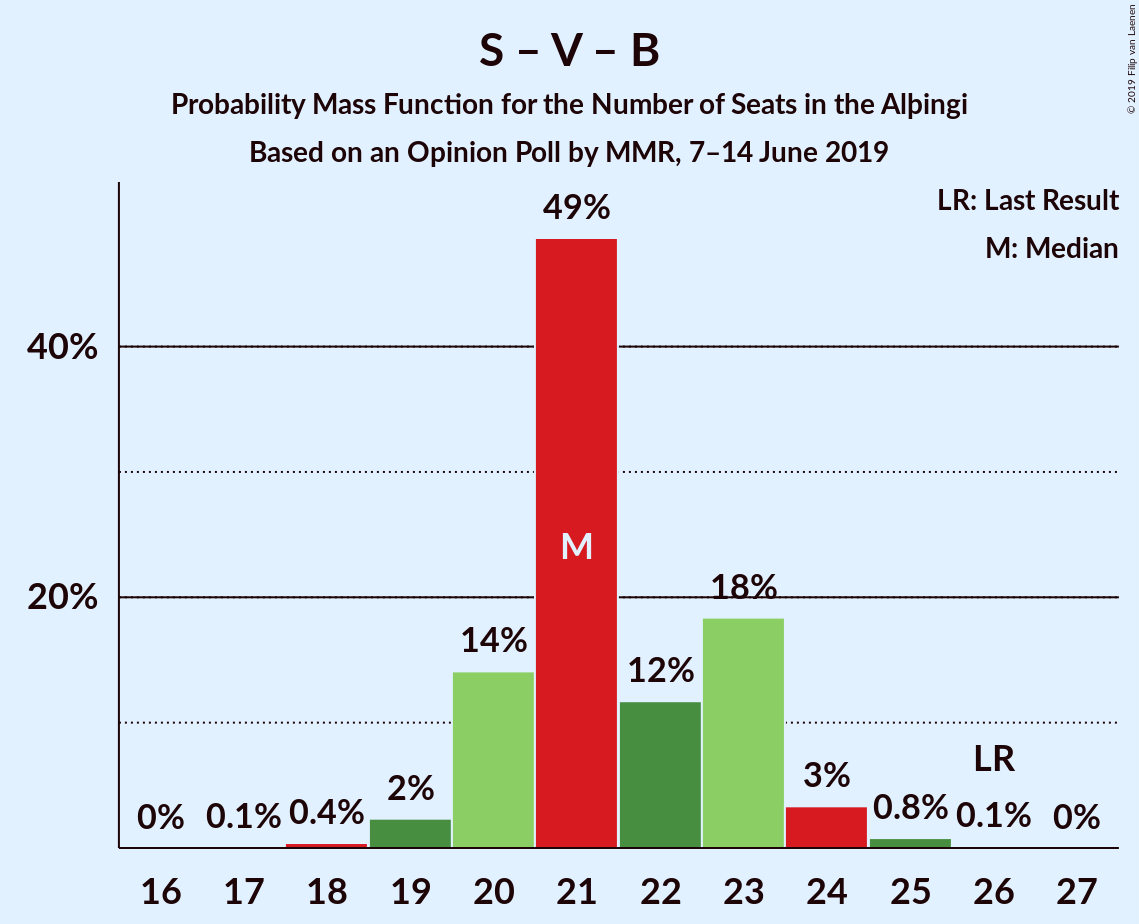 S – V – B
Probability Mass Function for the Number of Seats in the Alþingi
Based on an Opinion Poll by MMR, 7–14 June 2019
© 2019 Filip van Laenen
LR: Last Result
M: Median
49%
40%
M
20%
18%
14%
12%
LR
3%
2%
0% 0.1% 0.4% 0.8% 0.1% 0%
16 17 18 19 20 21 22 23 24 25 26 27